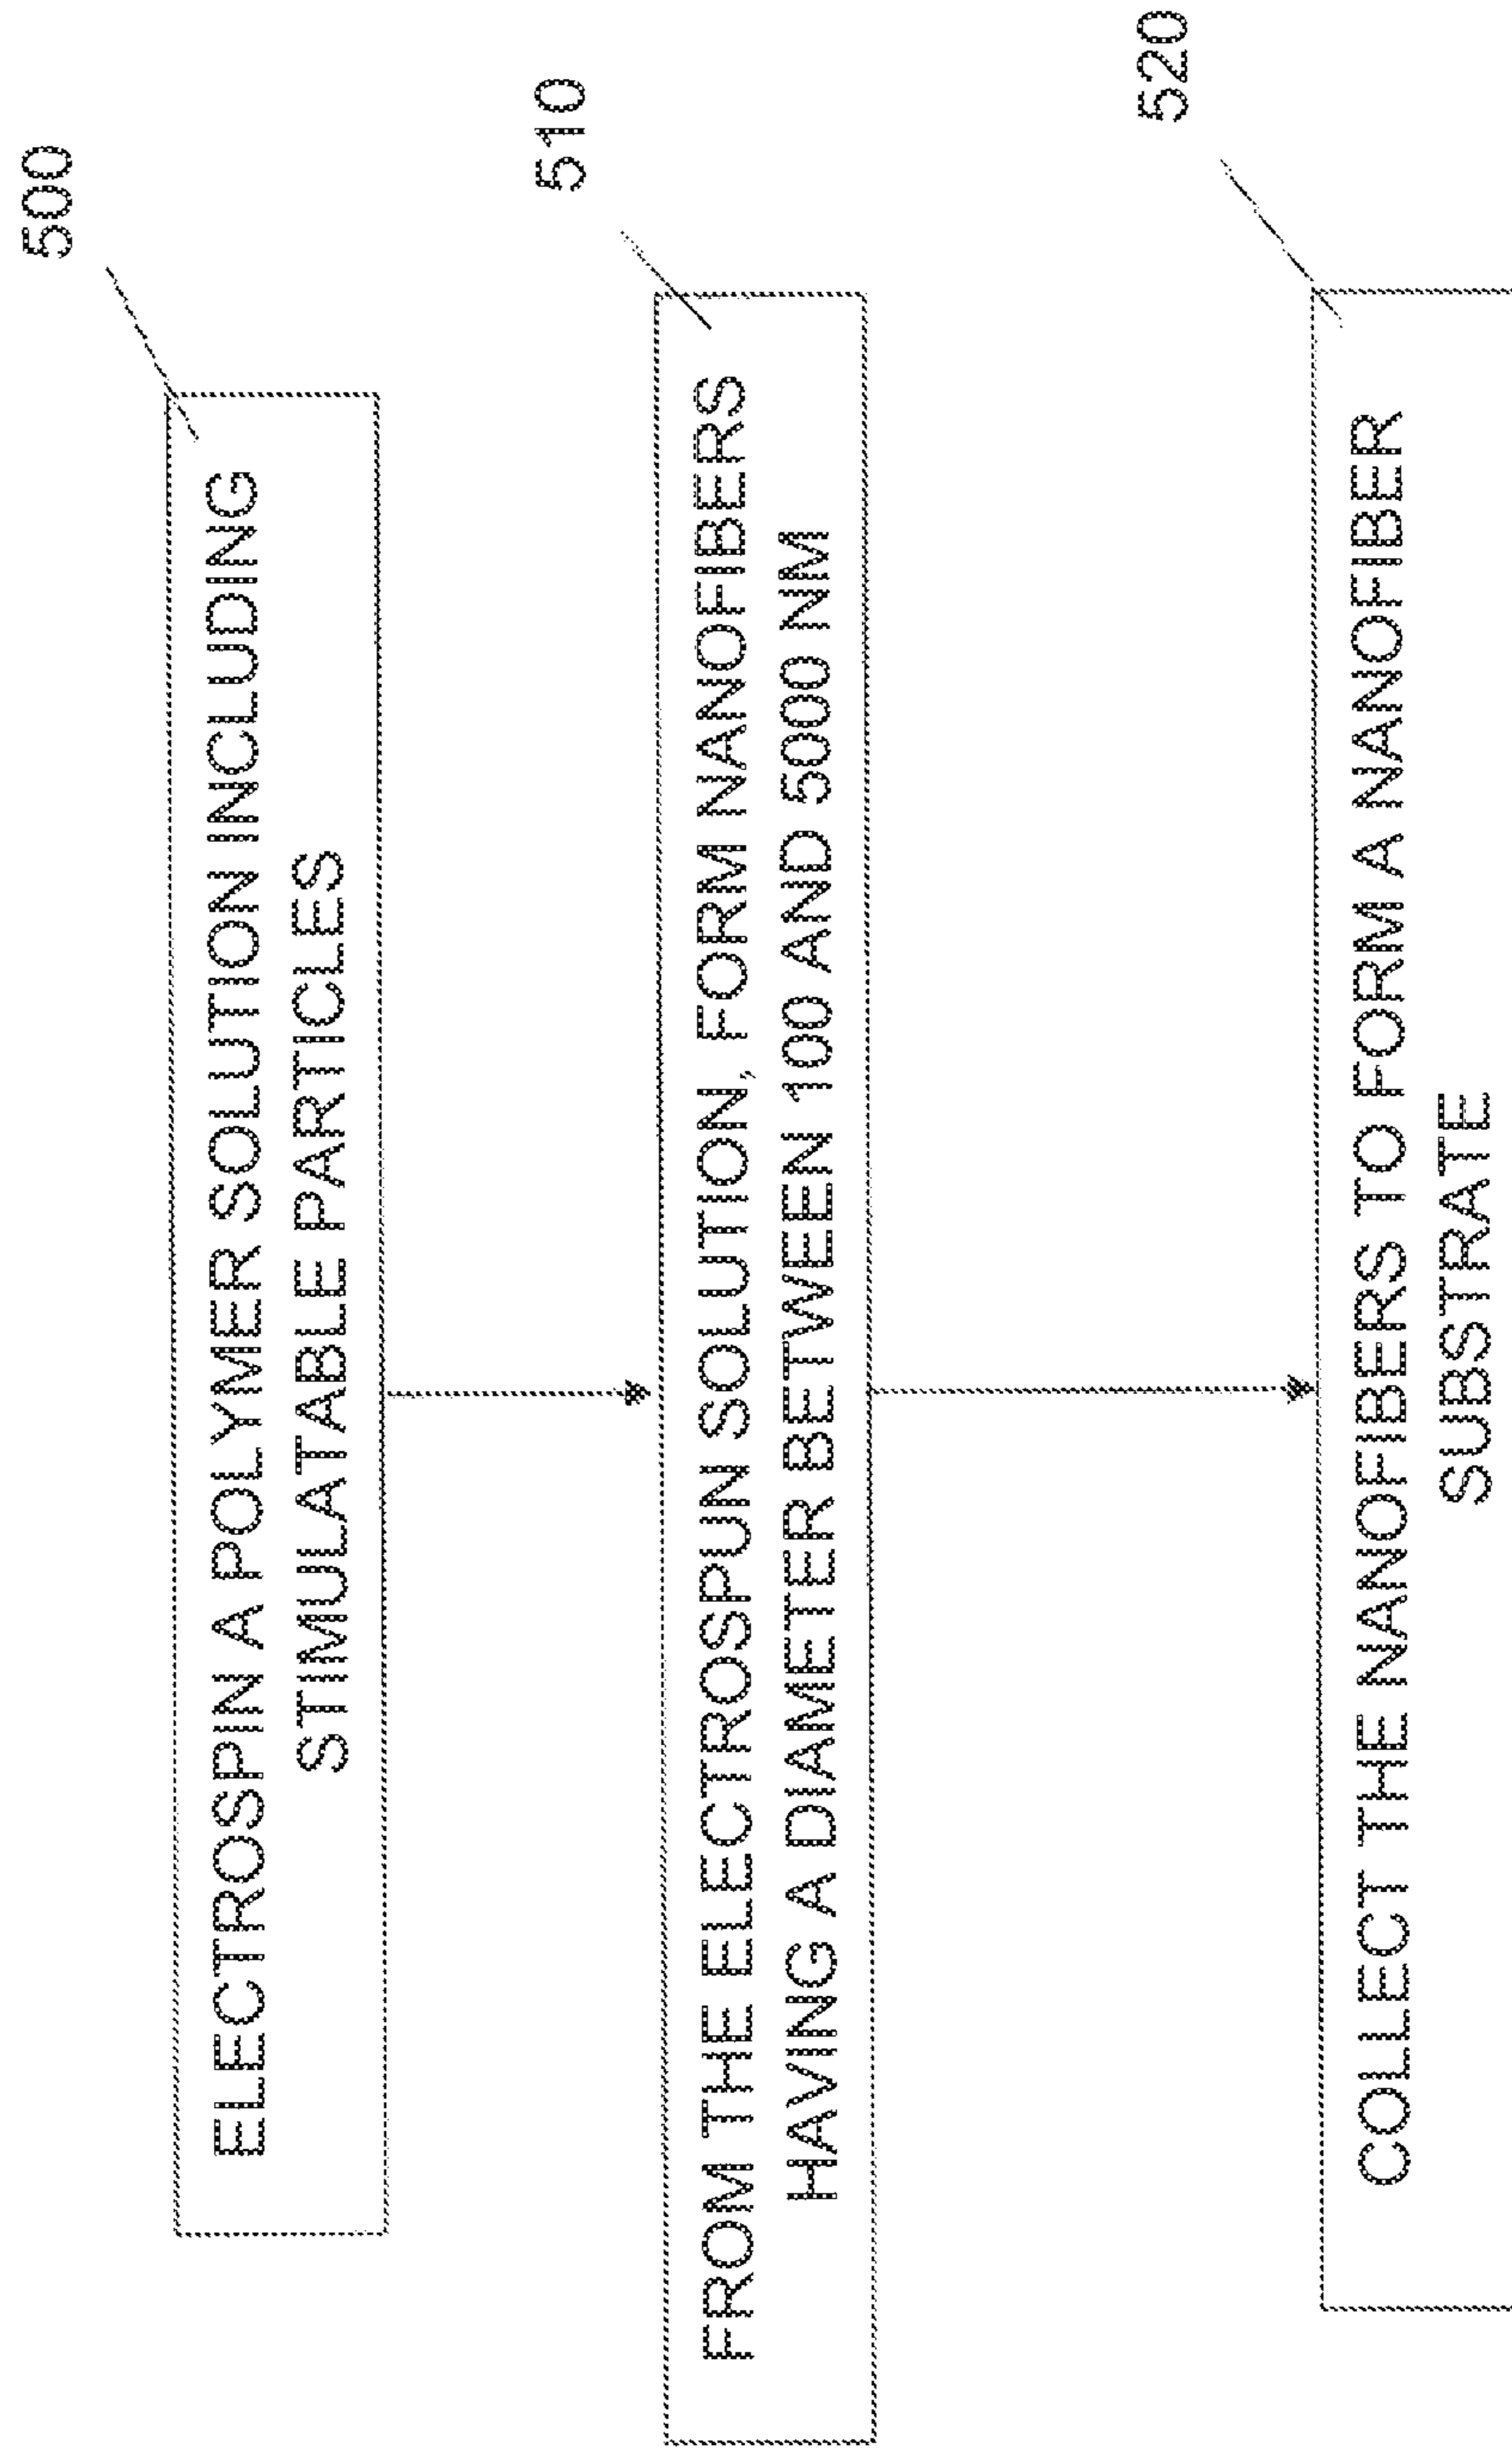 500
ELECTROSPIN A POLYMER SOLUTION INCLUDING
STIMULATABLE PARTICLES
510
FROM THE ELECTROSPUN SOLUTION, FORM NANOFIBERS
HAVING A DIAMETER BETWEEN 100 AND 5000 NM
520
COLLECT THE NANOFIBERS TO FORM A NANOFIBER
SUBSTRATE